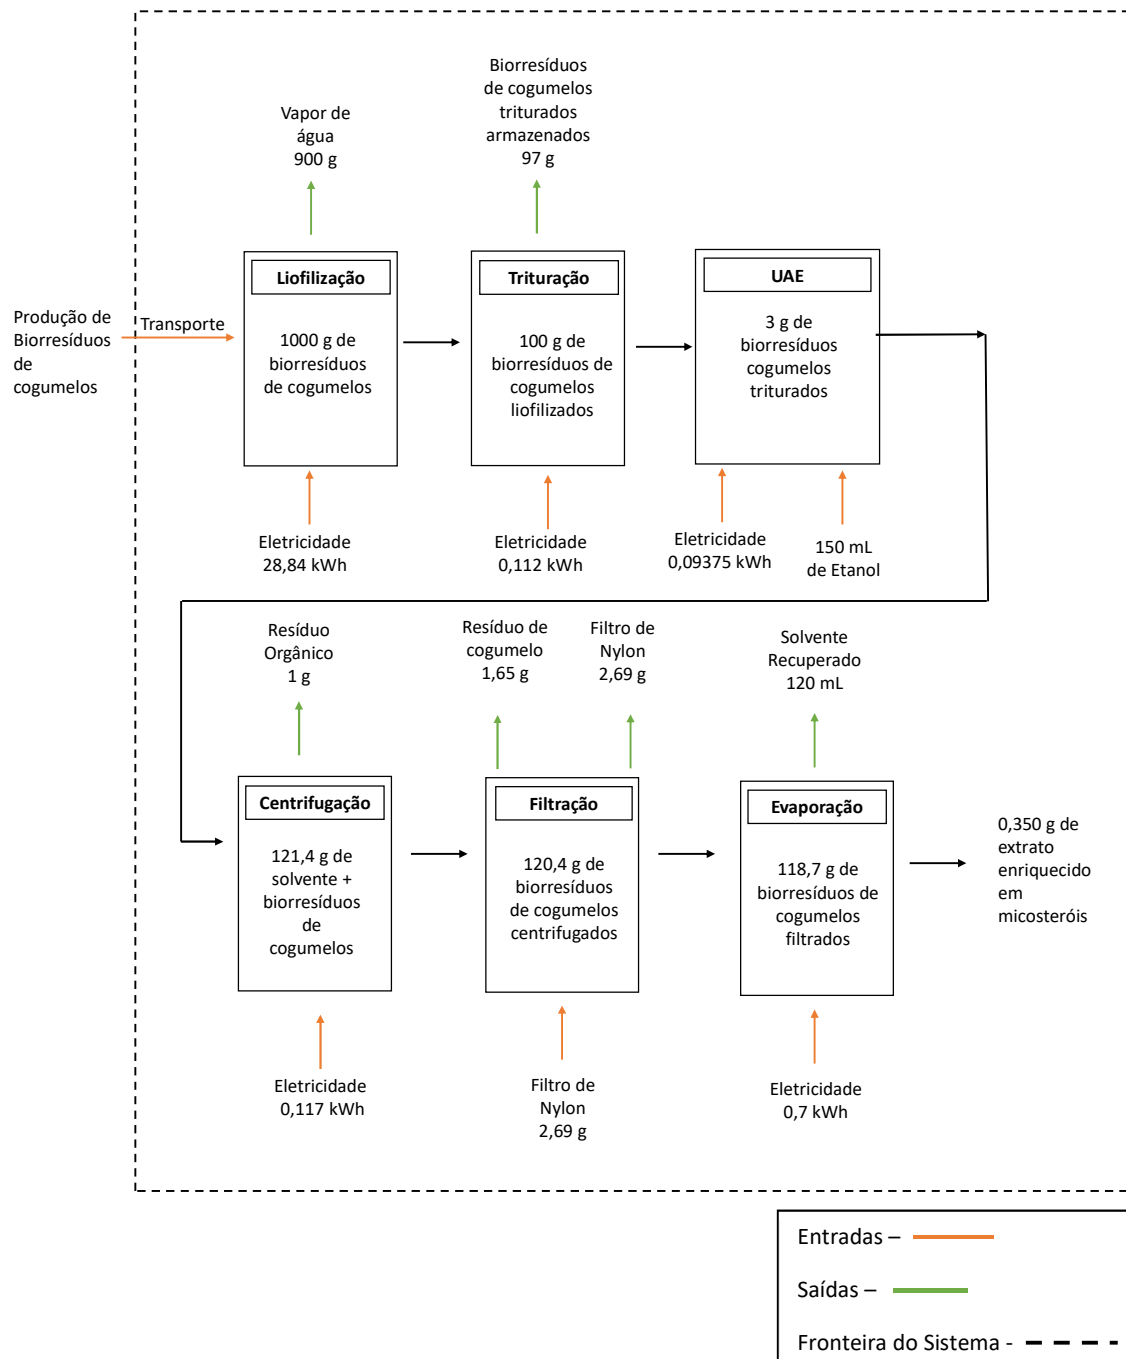 Vapor de
água
900 g
Biorresíduos
de cogumelos
triturados
armazenados
97 g
Produção de
Biorresíduos
de
cogumelos
Transporte
Liofilização
1000 g de
biorresíduos
de cogumelos
Trituração
100 g de
biorresíduos de
cogumelos
liofilizados
UAE
3 g de
biorresíduos
cogumelos
triturados
Eletricidade
28,84 kWh
Eletricidade
0,112 kWh
Eletricidade
0,09375 kWh
150 mL
de Etanol
Resíduo
Orgânico
1 g
Resíduo de
cogumelo
1,65 g
Filtro de
Nylon
2,69 g
Solvente
Recuperado
120 mL
Centrifugação
121,4 g de
solvente +
biorresíduos
de
cogumelos
Filtração
120,4 g de
biorresíduos
de cogumelos
centrifugados
Evaporação
118,7 g de
biorresíduos de
cogumelos
filtrados
0,350 g de
extrato
enriquecido
em
micosteróis
Eletricidade
0,117 kWh
Filtro de
Nylon
2,69 g
Eletricidade
0,7 kWh
Entradas –
Saídas –
Fronteira do Sistema -